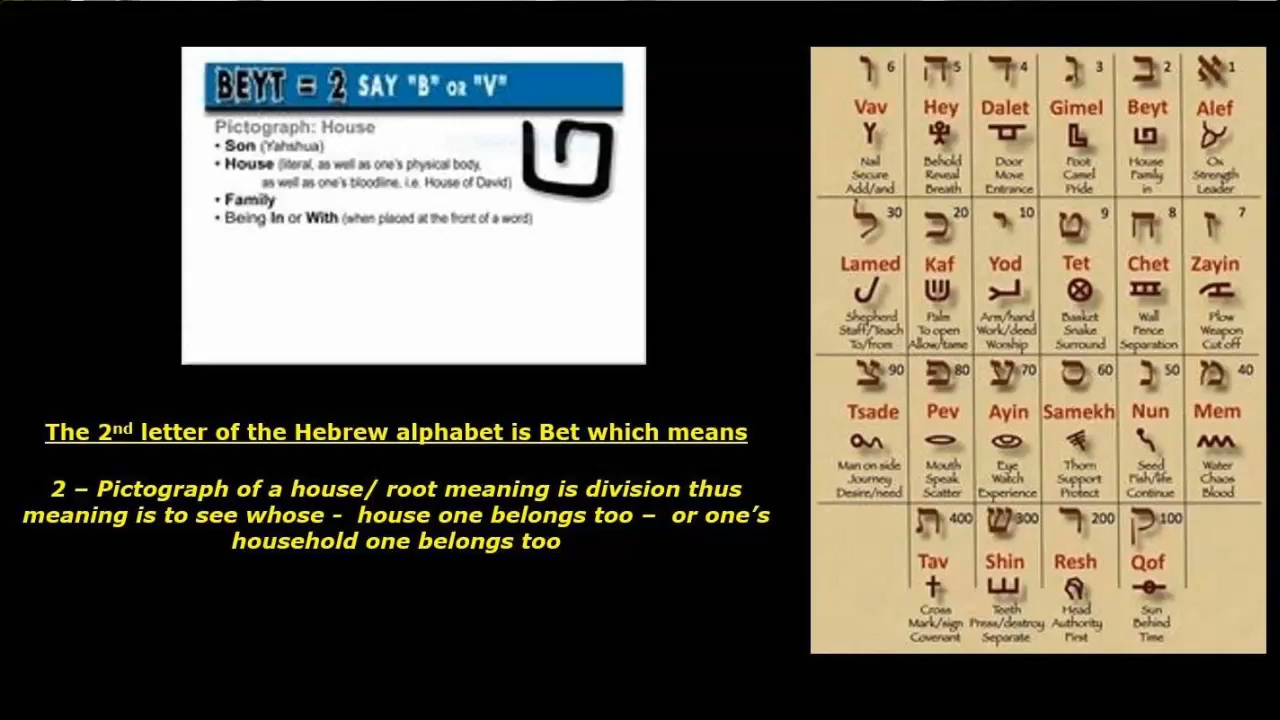 BEYT = 2 SAY "B" OR "V"
Pictograph: House
• Son (Yahshua)
• House (literal, as well as one's physical body,
as well as one's bloodline, i.e. House of David)
• Family
• Being In or With (when placed at the front of a word)
The 2nd letter of the Hebrew alphabet is Bet which means
2 – Pictograph of a house/ root meaning is division thus
meaning is to see whose - house one belongs too – or one's
household one belongs too
ו 6 ה 5 ד 4 ג 3 ב 2 א 1
Vav Hey Dalet Gimel Beyt Alef
Nail Behold Door Foot House Ox
Secure Reveal Move Camel Family Strength
Add/and Breath Entrance Pride in Leader
ל 30 כ 20 י 10 ט 9 ח 8 ז 7
Lamed Kaf Yod Tet Chet Zayin
Shepherd Palm Arm/hand Basket Wall Plow
Staff/Teach To open Work/deed Snake Fence Weapon
To/from Allow/tame Worship Surround Separation Cut off
צ 90 פ 80 ע 70 ס 60 נ 50 מ 40
Tsade Pey Ayin Samekh Nun Mem
Man on side Mouth Eye Thorn Seed Water
Journey Speak Watch Support Fish/life Chaos
Desire/need Scatter Experience Protect Continue Blood
ת 400 ש 300 ר 200 ק 100
Tav Shin Resh Qof
Cross Teeth Head Sun
Mark/sign Press/destroy Authority Behind
Covenant Separate First Time